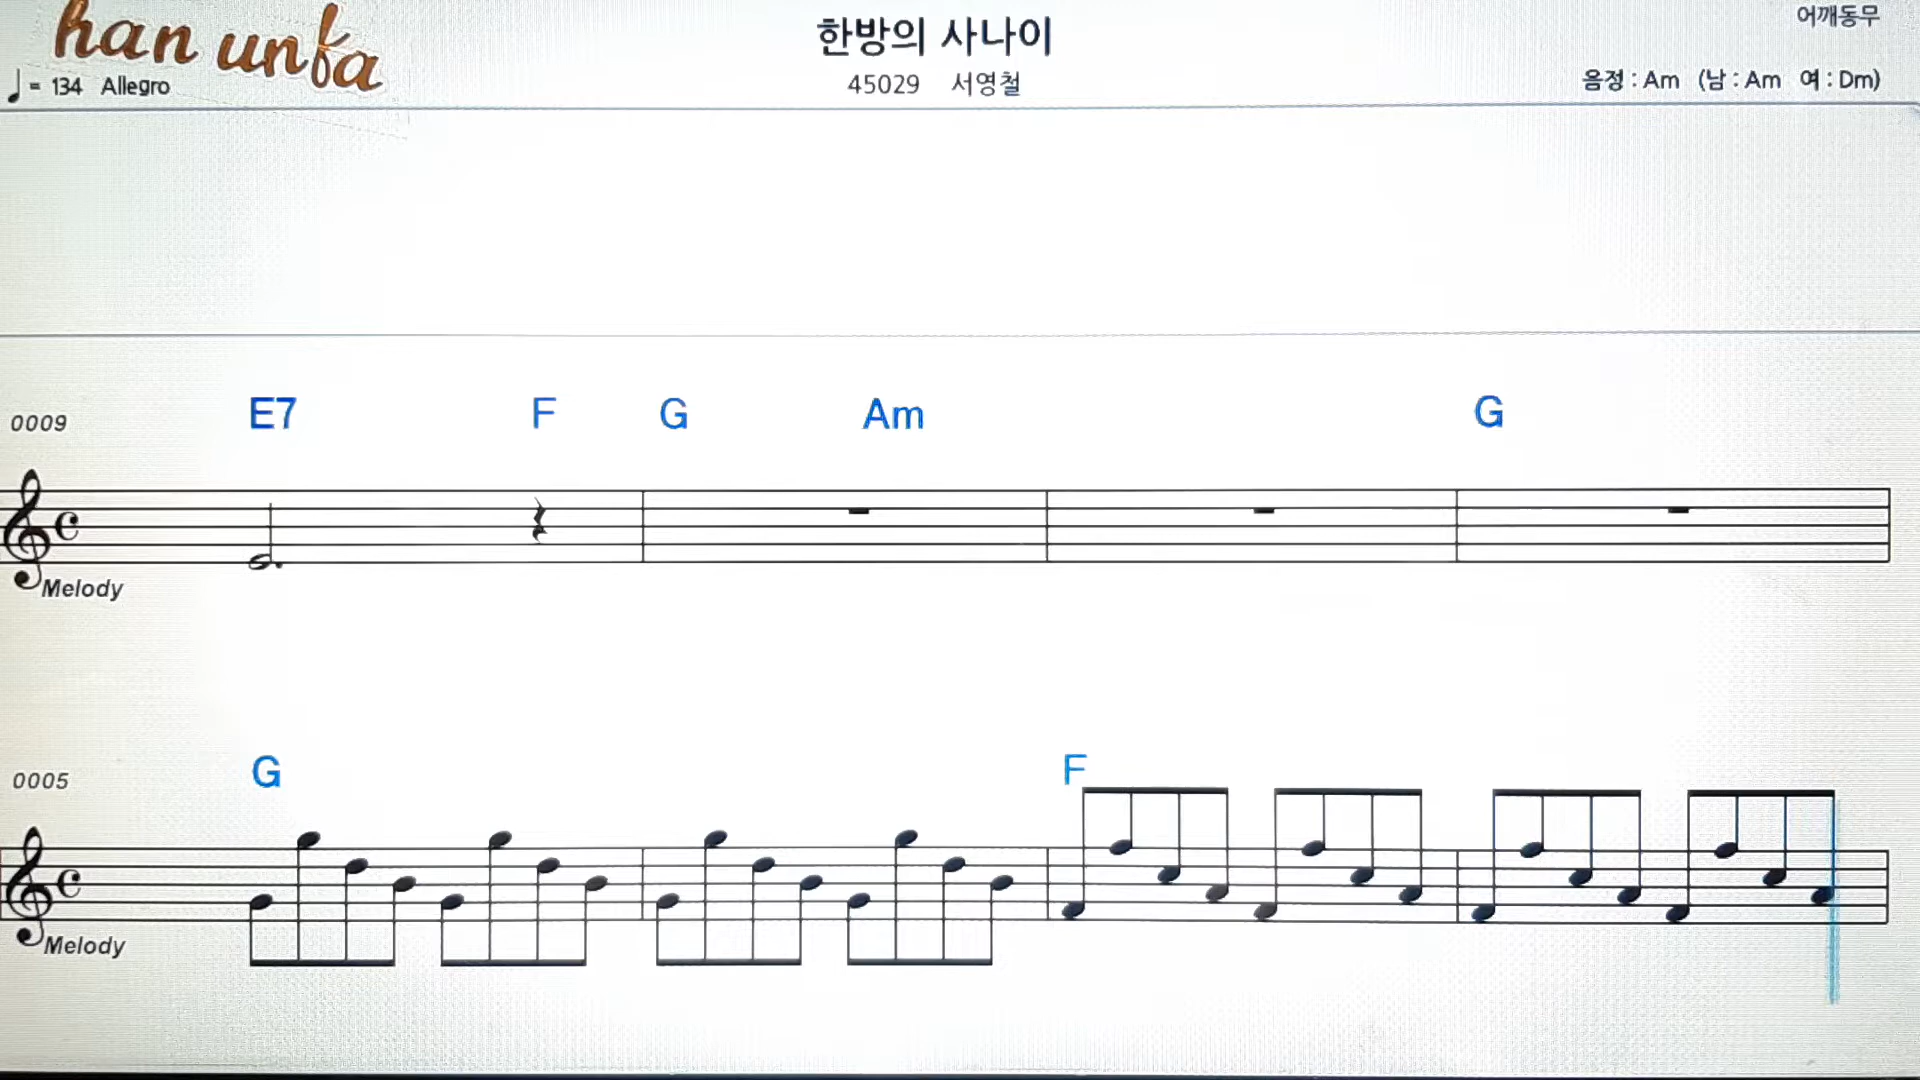 han unfa
한방의 사나이
어깨동무
♩ = 134 Allegro
45029 서영철
음정 : Am (남 : Am 여 : Dm)
0009
E7 F G Am G
Melody
0005
G F
Melody